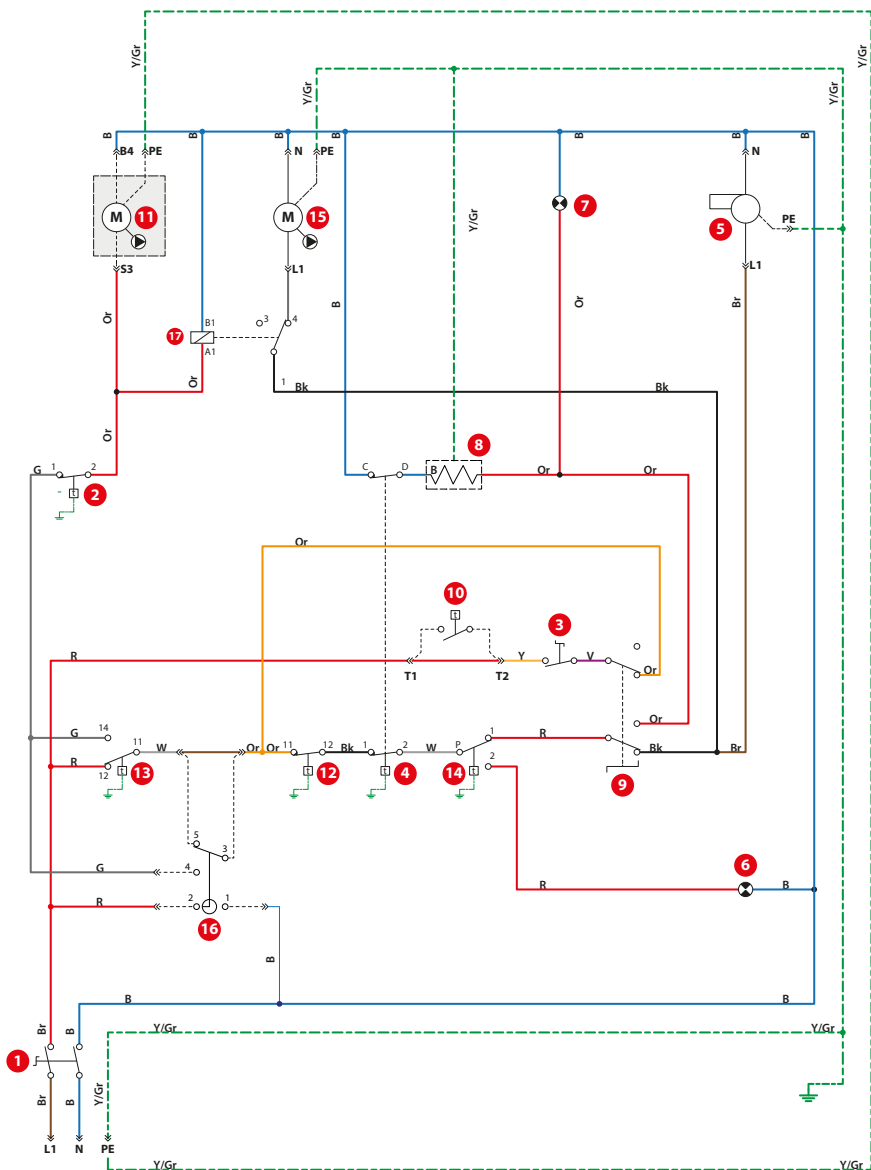 Y/Gr
Y/Gr
Y/Gr
Y/Gr
B
B
B
B
B
B
B
B4
PE
N
PE
N
M
11
M
15
7
5
PE
Y/Gr
S3
L1
L1
Or
B
Or
Br
3
4
B1
17
A1
Or
1
Bk
Bk
Or
8
G
1
2
C
D
B
Or
Or
t
2
Or
10
t
3
R
Y
V
Or
T1
T2
14
G
Or
11
W
Or
Or
11
12
Bk
1
2
W
P
1
R
Bk
Br
R
12
t
13
t
12
t
4
t
14
2
9
5
3
4
G
6
R
B
R
2
1
16
B
B
B
Br
B
Y/Gr
Y/Gr
1
Br
B
Y/Gr
L1
N
PE
Y/Gr
Y/Gr